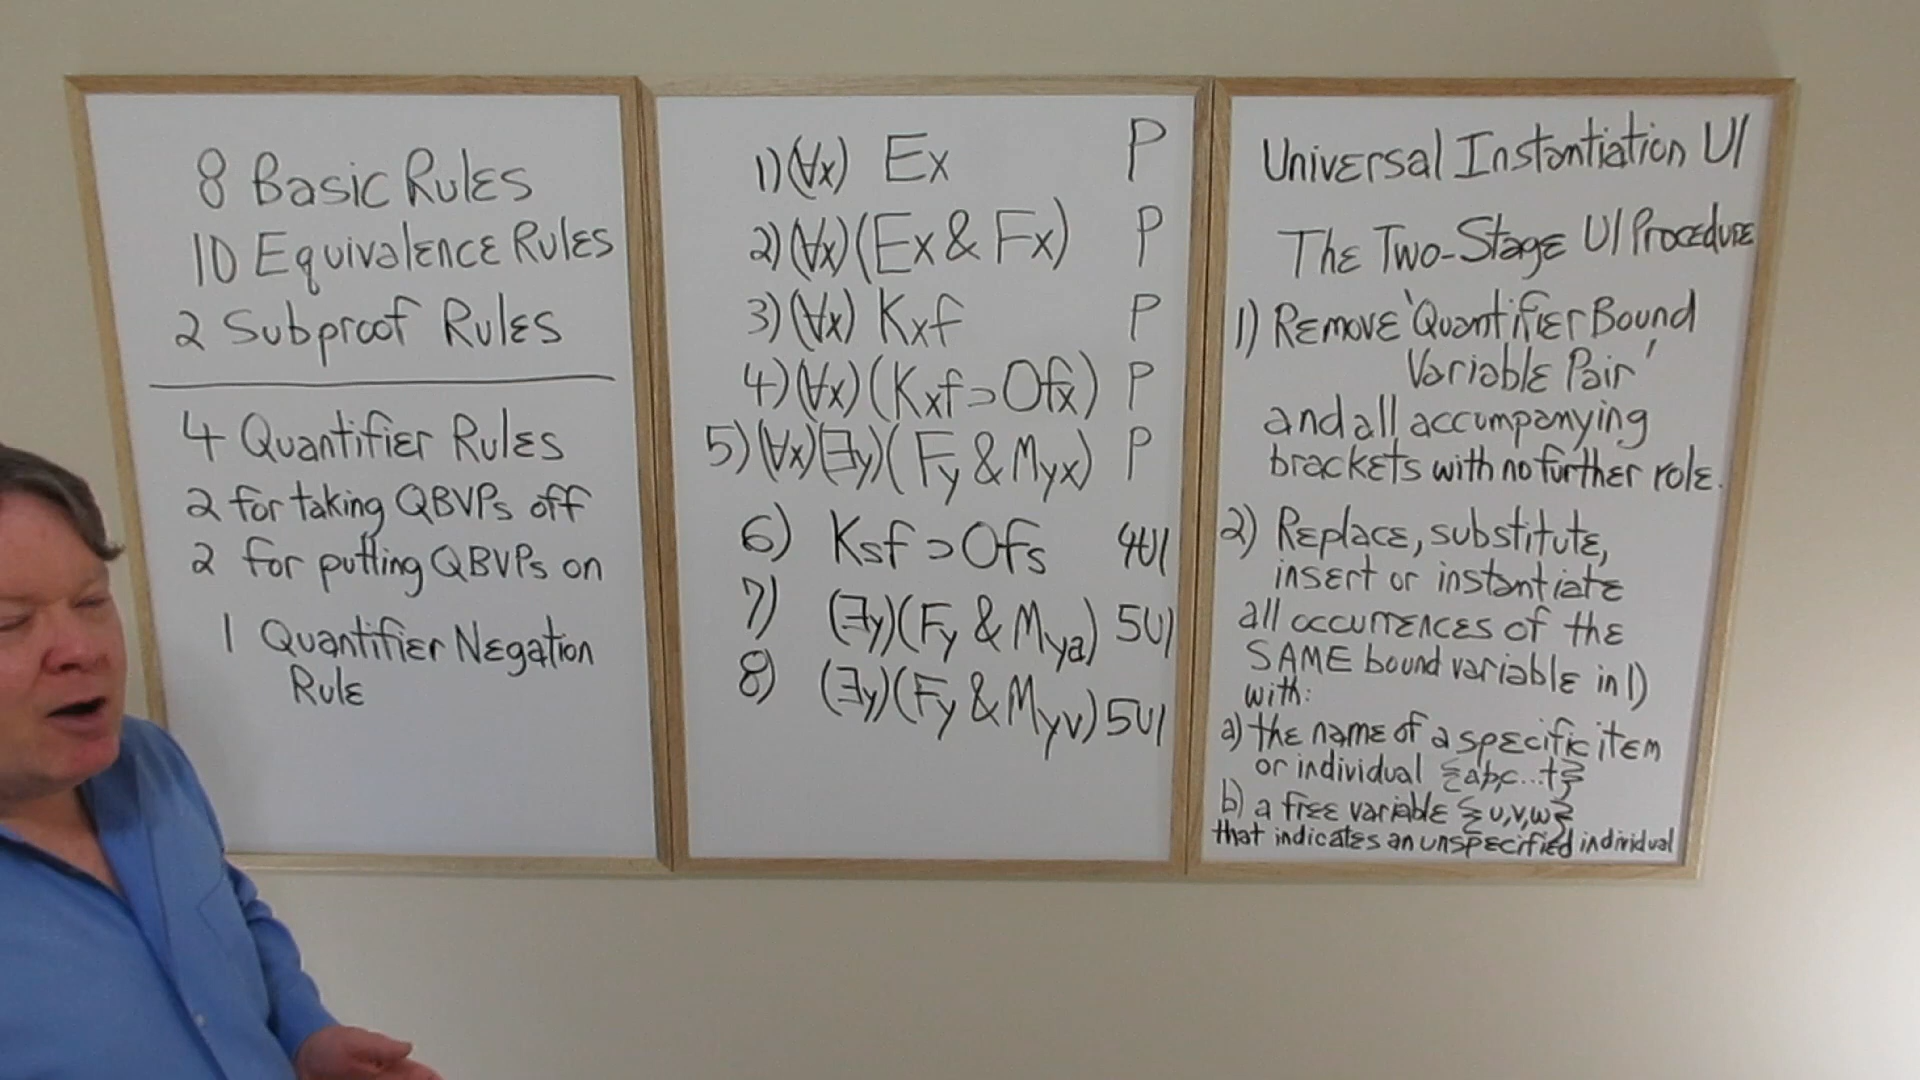 8 Basic Rules
10 Equivalence Rules
2 Subproof Rules
4 Quantifier Rules
2 for taking QBVPs off
2 for putting QBVPs on
1 Quantifier Negation
Rule
1) (∀x) Ex P
2) (∀x) (Ex & Fx) P
3) (∀x) Kxf P
4) (∀x) (Kxf ⊃ Ofx) P
5) (∀x)(∃y)(Fy & Myx) P
6) Ksf ⊃ Ofs 4UI
7) (∃y)(Fy & Mya) 5UI
8) (∃y)(Fy & Myv) 5UI
Universal Instantiation UI
The Two-Stage UI Procedure
1) Remove 'Quantifier Bound
Variable Pair'
and all accompanying
brackets with no further role.
2) Replace, substitute,
insert or instantiate
all occurrences of the
SAME bound variable in 1)
with:
a) the name of a specific item
or individual {a,b,c...t}
b) a free variable {u,v,w}
that indicates an unspecified individual